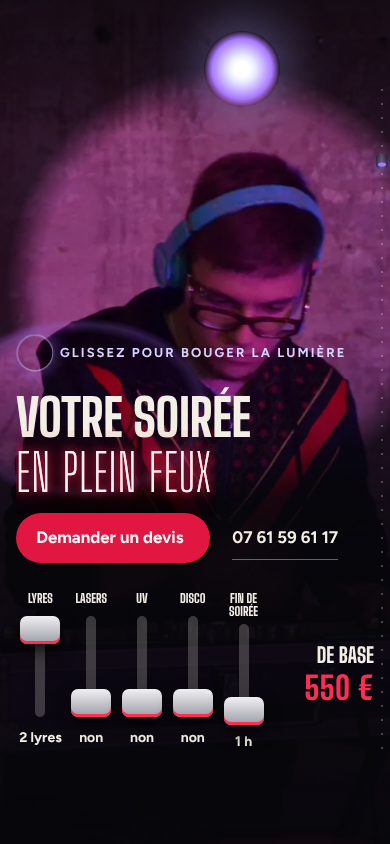 GLISSEZ POUR BOUGER LA LUMIÈRE
VOTRE SOIRÉE
EN PLEIN FEUX
Demander un devis
07 61 59 61 17
LYRES
LASERS
UV
DISCO
FIN DE
SOIRÉE
DE BASE
550 €
2 lyres
non
non
non
1 h